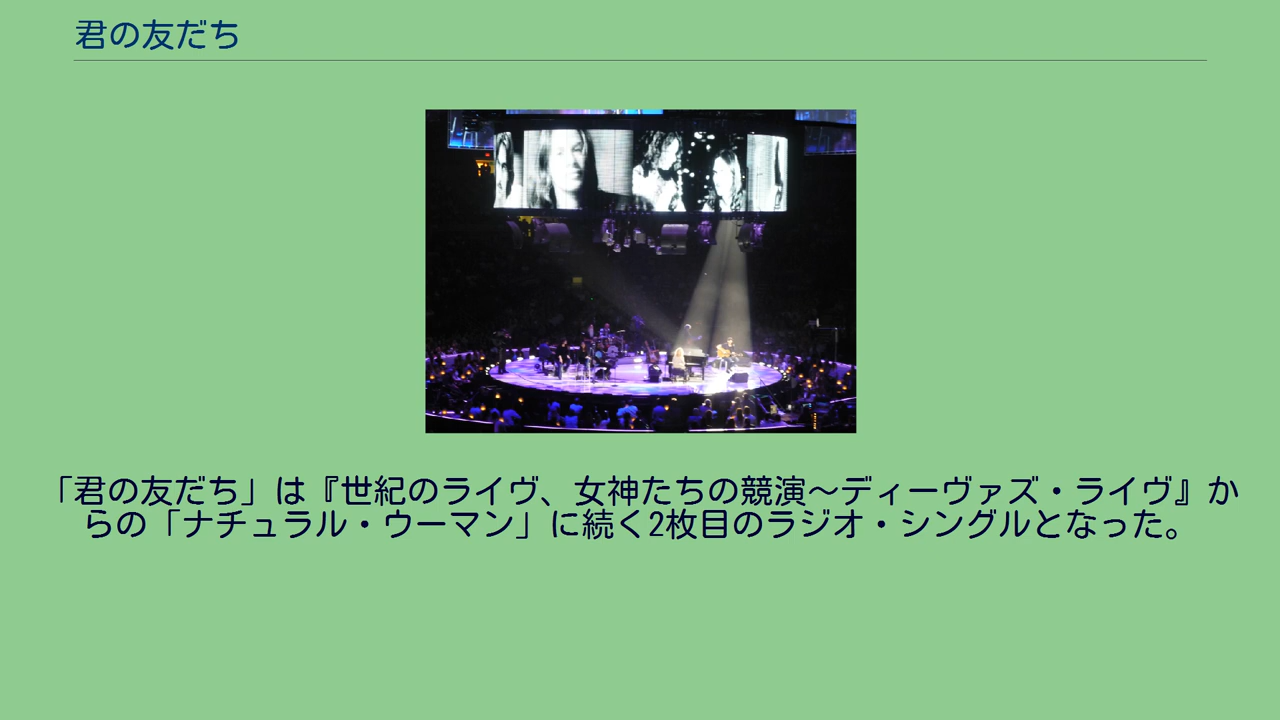 君の友だち
「君の友だち」は『世紀のライヴ、女神たちの競演〜ディーヴァズ・ライヴ』か
らの「ナチュラル・ウーマン」に続く2枚目のラジオ・シングルとなった。